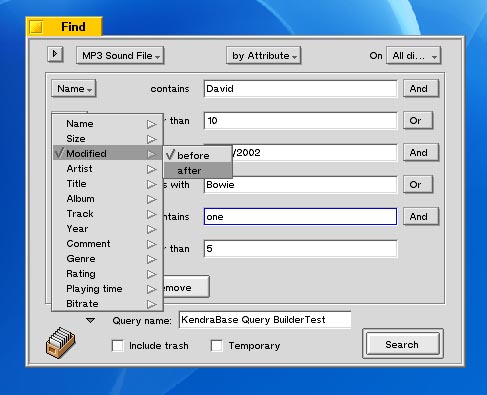 Find
MP3 Sound File by Attribute On All di...
Name contains David And
than 10 Or
/2002 And
with Bowie Or
one And
than 5
Name
Size
Modified
Artist
Title
Album
Track
Year
Comment
Genre
Rating
Playing time
Bitrate
before
after
Query name: KendraBase Query BuilderTest
Include trash Temporary Search